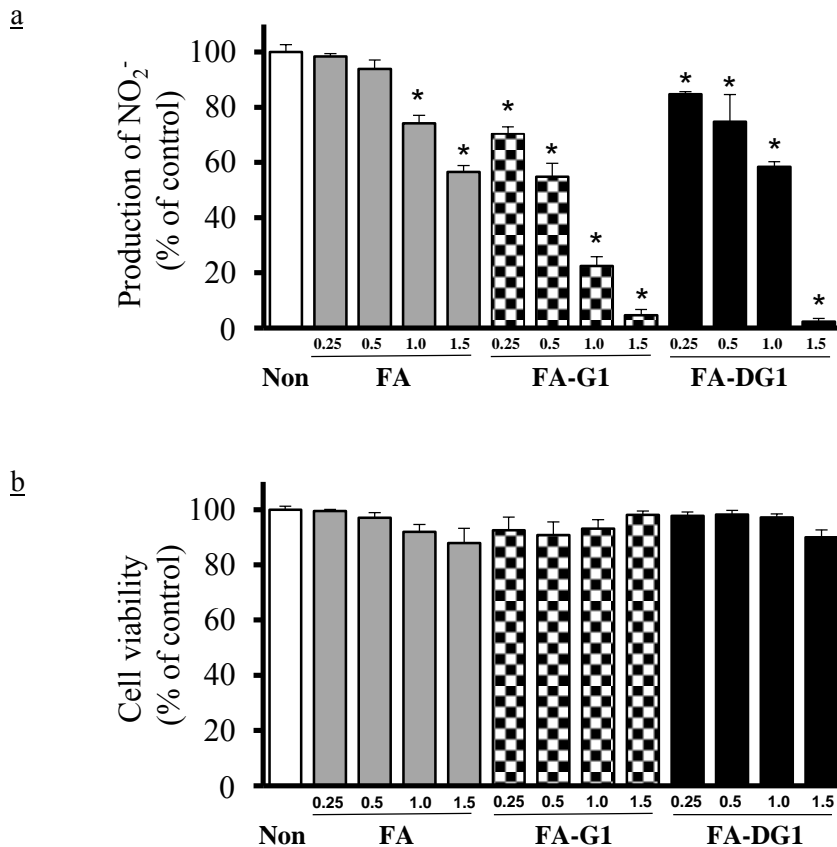 a
Production of NO₂⁻
(% of control)
100
80
60
40
20
0
* * * * * * * * * *
0.25 0.5 1.0 1.5 0.25 0.5 1.0 1.5 0.25 0.5 1.0 1.5
Non FA FA-G1 FA-DG1
b
Cell viability
(% of control)
100
80
60
40
20
0
0.25 0.5 1.0 1.5 0.25 0.5 1.0 1.5 0.25 0.5 1.0 1.5
Non FA FA-G1 FA-DG1